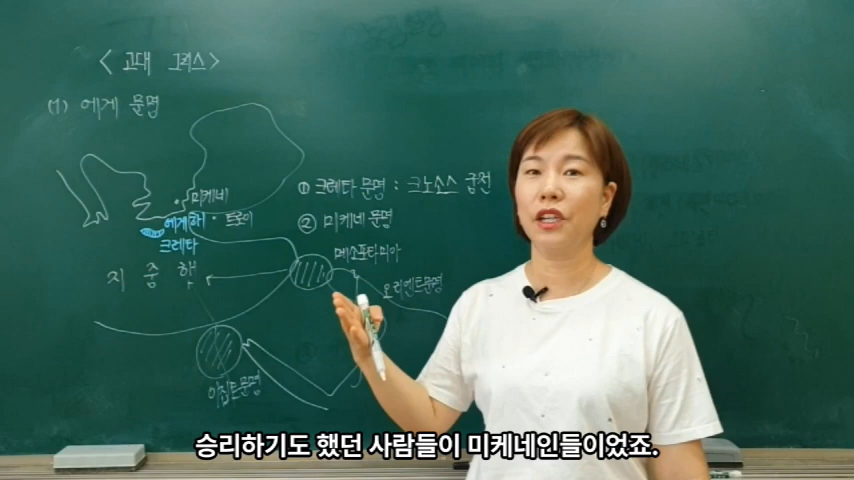 < 고대 그리스 >
(1) 에게 문명
미케네
에게해 · 트로이
크레타
지 중 해
① 크레타 문명 : 크노소스 궁전
② 미케네 문명
메소포타미아
오리엔트문명
이집트문명
승리하기도 했던 사람들이 미케네인들이었죠.